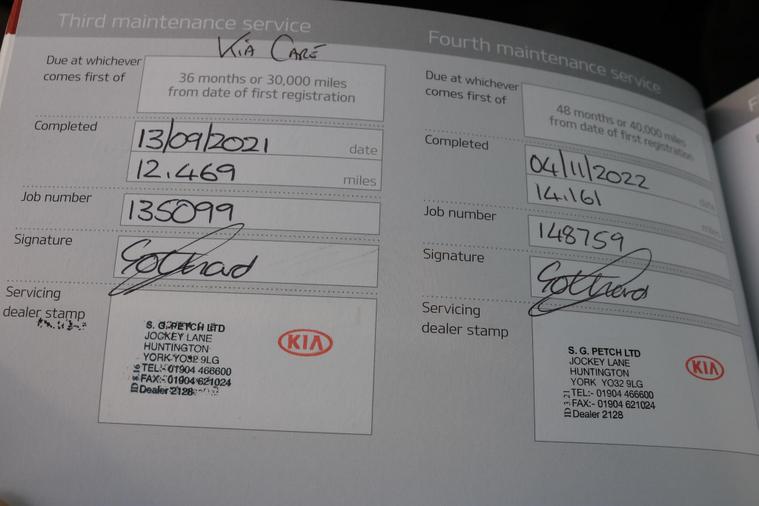 Third maintenance service
Kia Care
Due at whichever
comes first of
36 months or 30,000 miles
from date of first registration
Completed
13/09/2021
date
12.469
miles
Job number
135099
Signature
Gothard
Servicing
dealer stamp
S. G. PETCH LTD
JOCKEY LANE
HUNTINGTON
YORK YO32 9LG
TEL:- 01904 466600
FAX:- 01904 621024
Dealer 2128
KIA
Fourth maintenance service
Due at whichever
comes first of
48 months or 40,000 miles
from date of first registration
Completed
04/11/2022
date
14.161
miles
Job number
148759
Signature
Gothard
Servicing
dealer stamp
S. G. PETCH LTD
JOCKEY LANE
HUNTINGTON
YORK YO32 9LG
TEL:- 01904 466600
FAX:- 01904 621024
Dealer 2128
KIA